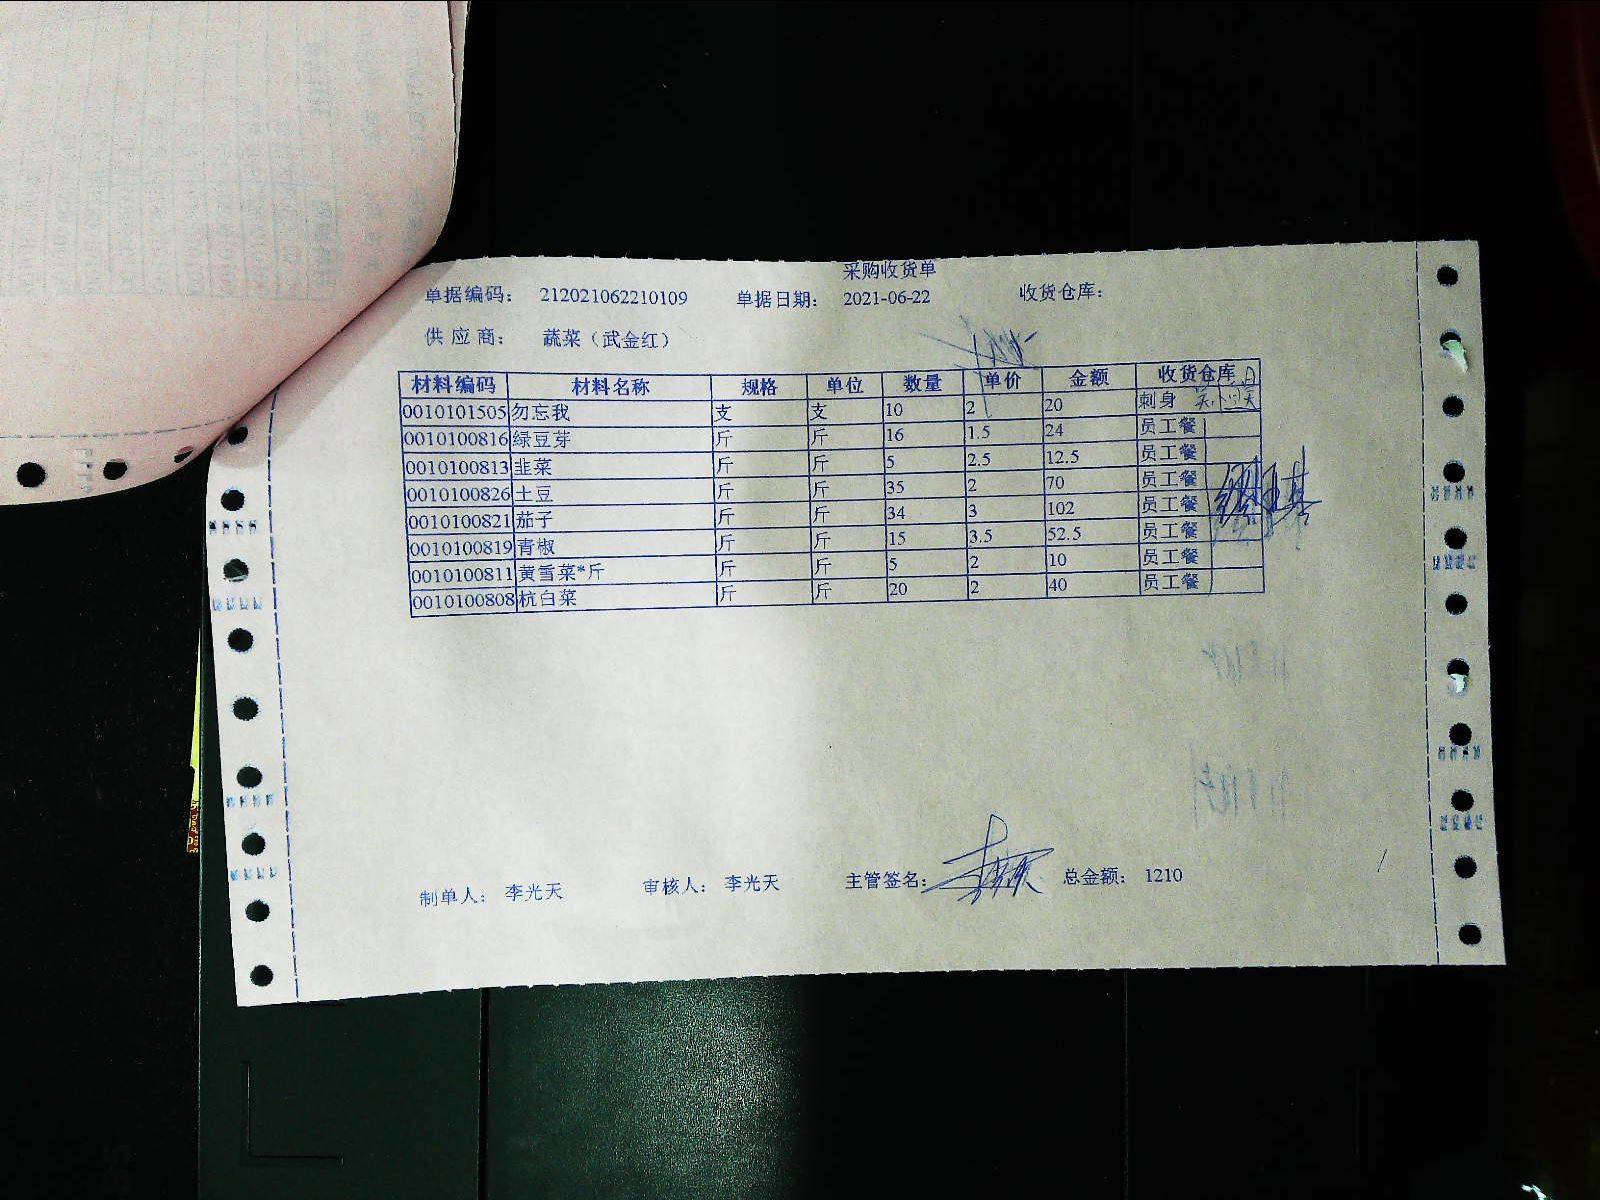 采购收货单
单据编码： 212021062210109 单据日期： 2021-06-22 收货仓库：
供 应 商： 蔬菜（武金红）
材料编码 材料名称 规格 单位 数量 单价 金额 收货仓库
0010101505 勿忘我 支 支 10 2 20 刺身
0010100816 绿豆芽 斤 斤 16 1.5 24 员工餐
0010100813 韭菜 斤 斤 5 2.5 12.5 员工餐
0010100826 土豆 斤 斤 35 2 70 员工餐
0010100821 茄子 斤 斤 34 3 102 员工餐
0010100819 青椒 斤 斤 15 3.5 52.5 员工餐
0010100811 黄雪菜*斤 斤 斤 5 2 10 员工餐
0010100808 杭白菜 斤 斤 20 2 40 员工餐
制单人： 李光天 审核人： 李光天 主管签名： 总金额： 1210